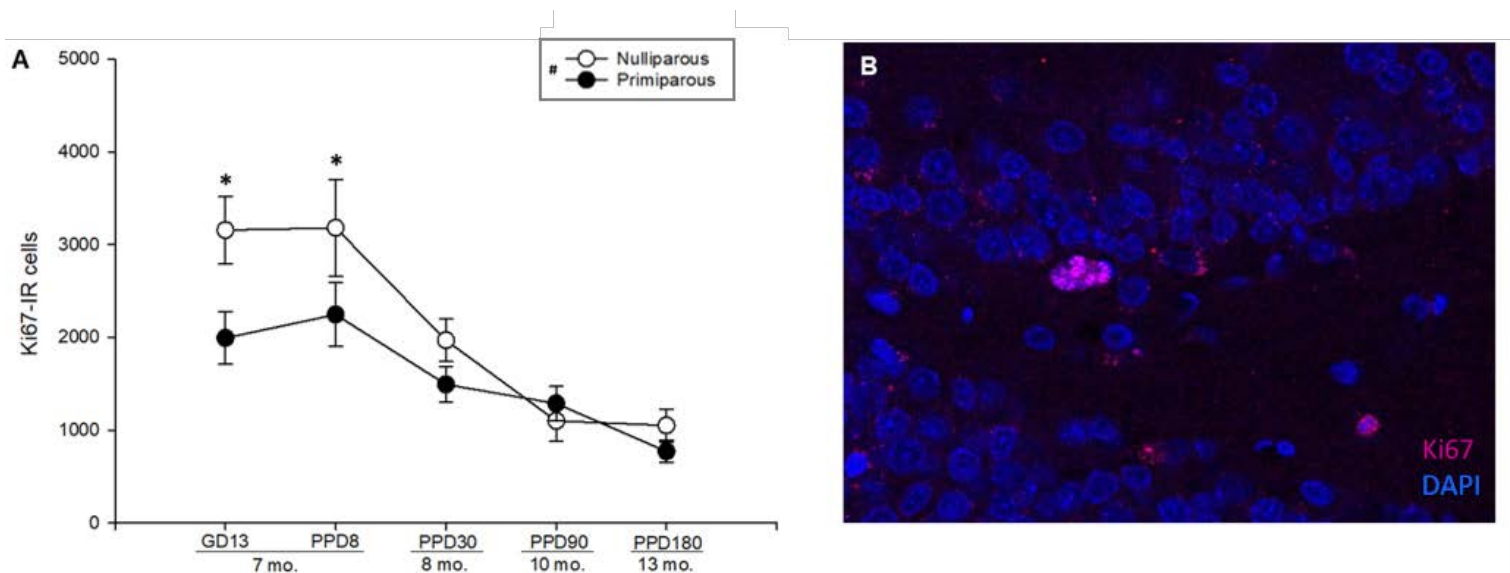 A
5000
4000
3000
2000
1000
0
Ki67-IR cells
#
Nulliparous
Primiparous
*
*
GD13 PPD8 PPD30 PPD90 PPD180
7 mo. 8 mo. 10 mo. 13 mo.
B
Ki67
DAPI